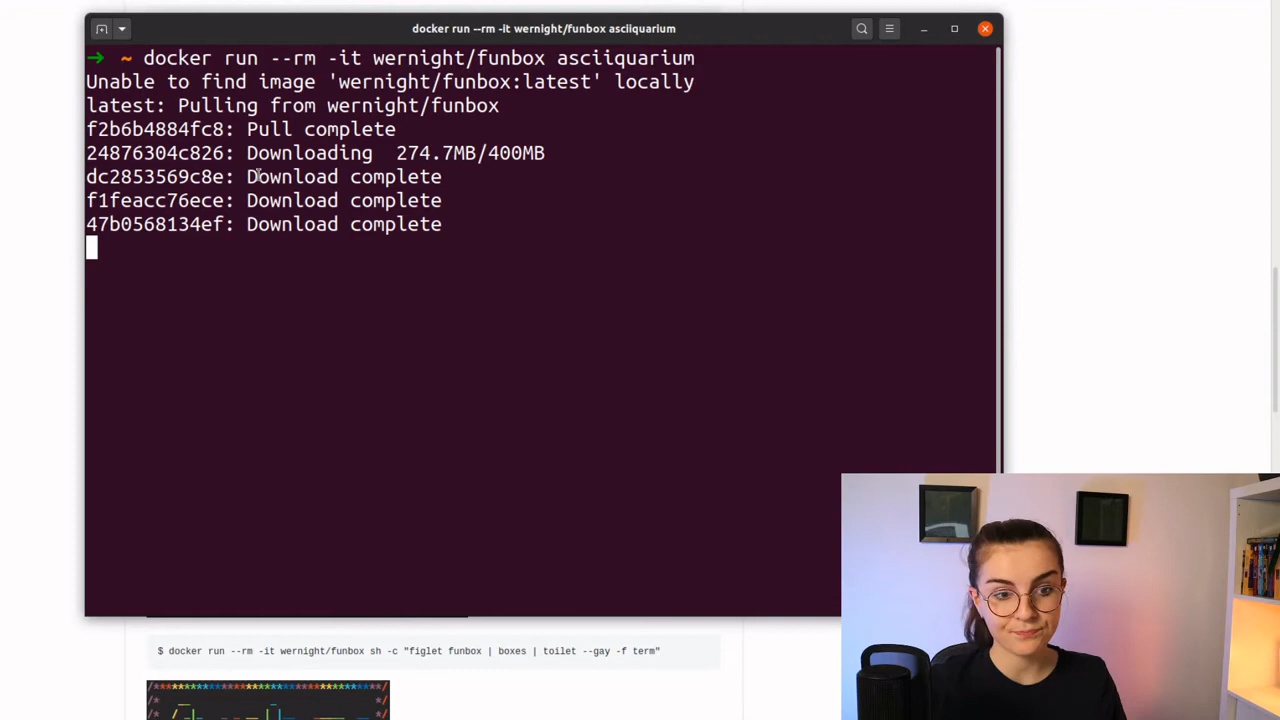 docker run --rm -it wernight/funbox asciiquarium
→ ~ docker run --rm -it wernight/funbox asciiquarium
Unable to find image 'wernight/funbox:latest' locally
latest: Pulling from wernight/funbox
f2b6b4884fc8: Pull complete
24876304c826: Downloading 274.7MB/400MB
dc2853569c8e: Download complete
f1feacc76ece: Download complete
47b0568134ef: Download complete
$ docker run --rm -it wernight/funbox sh -c "figlet funbox | boxes | toilet --gay -f term"